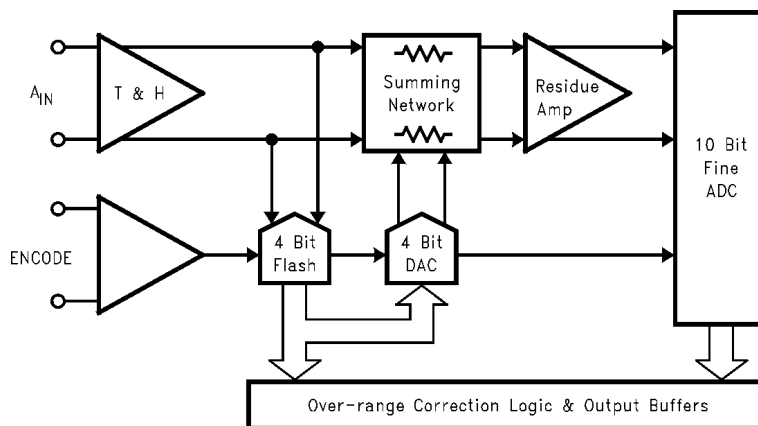 A_IN
T & H
Summing
Network
Residue
Amp
10 Bit
Fine
ADC
ENCODE
4 Bit
Flash
4 Bit
DAC
Over-range Correction Logic & Output Buffers